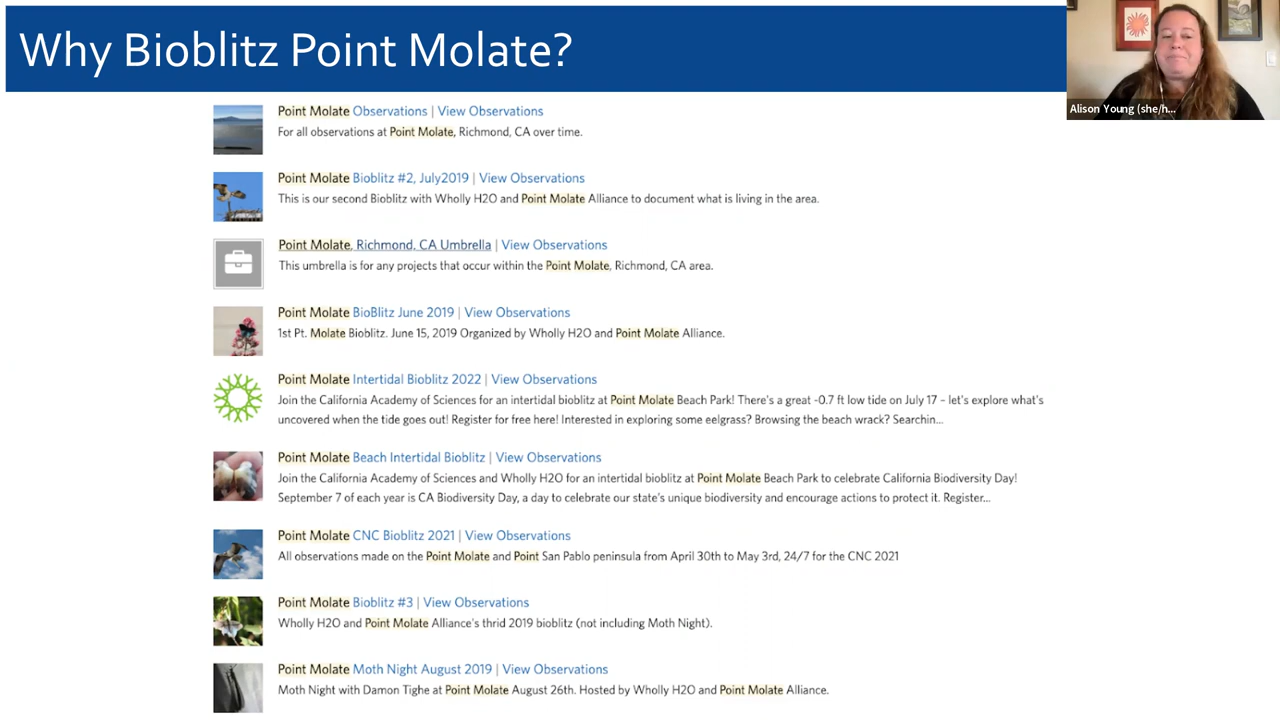 Why Bioblitz Point Molate?
Alison Young (she/h...
Point Molate Observations | View Observations
For all observations at Point Molate, Richmond, CA over time.
Point Molate Bioblitz #2, July2019 | View Observations
This is our second Bioblitz with Wholly H2O and Point Molate Alliance to document what is living in the area.
Point Molate, Richmond, CA Umbrella | View Observations
This umbrella is for any projects that occur within the Point Molate, Richmond, CA area.
Point Molate BioBlitz June 2019 | View Observations
1st Pt. Molate Bioblitz. June 15, 2019 Organized by Wholly H2O and Point Molate Alliance.
Point Molate Intertidal Bioblitz 2022 | View Observations
Join the California Academy of Sciences for an intertidal bioblitz at Point Molate Beach Park! There's a great -0.7 ft low tide on July 17 – let's explore what's
uncovered when the tide goes out! Register for free here! Interested in exploring some eelgrass? Browsing the beach wrack? Searchin...
Point Molate Beach Intertidal Bioblitz | View Observations
Join the California Academy of Sciences and Wholly H2O for an intertidal bioblitz at Point Molate Beach Park to celebrate California Biodiversity Day!
September 7 of each year is CA Biodiversity Day, a day to celebrate our state's unique biodiversity and encourage actions to protect it. Register...
Point Molate CNC Bioblitz 2021 | View Observations
All observations made on the Point Molate and Point San Pablo peninsula from April 30th to May 3rd, 24/7 for the CNC 2021
Point Molate Bioblitz #3 | View Observations
Wholly H2O and Point Molate Alliance's thrid 2019 bioblitz (not including Moth Night).
Point Molate Moth Night August 2019 | View Observations
Moth Night with Damon Tighe at Point Molate August 26th. Hosted by Wholly H2O and Point Molate Alliance.